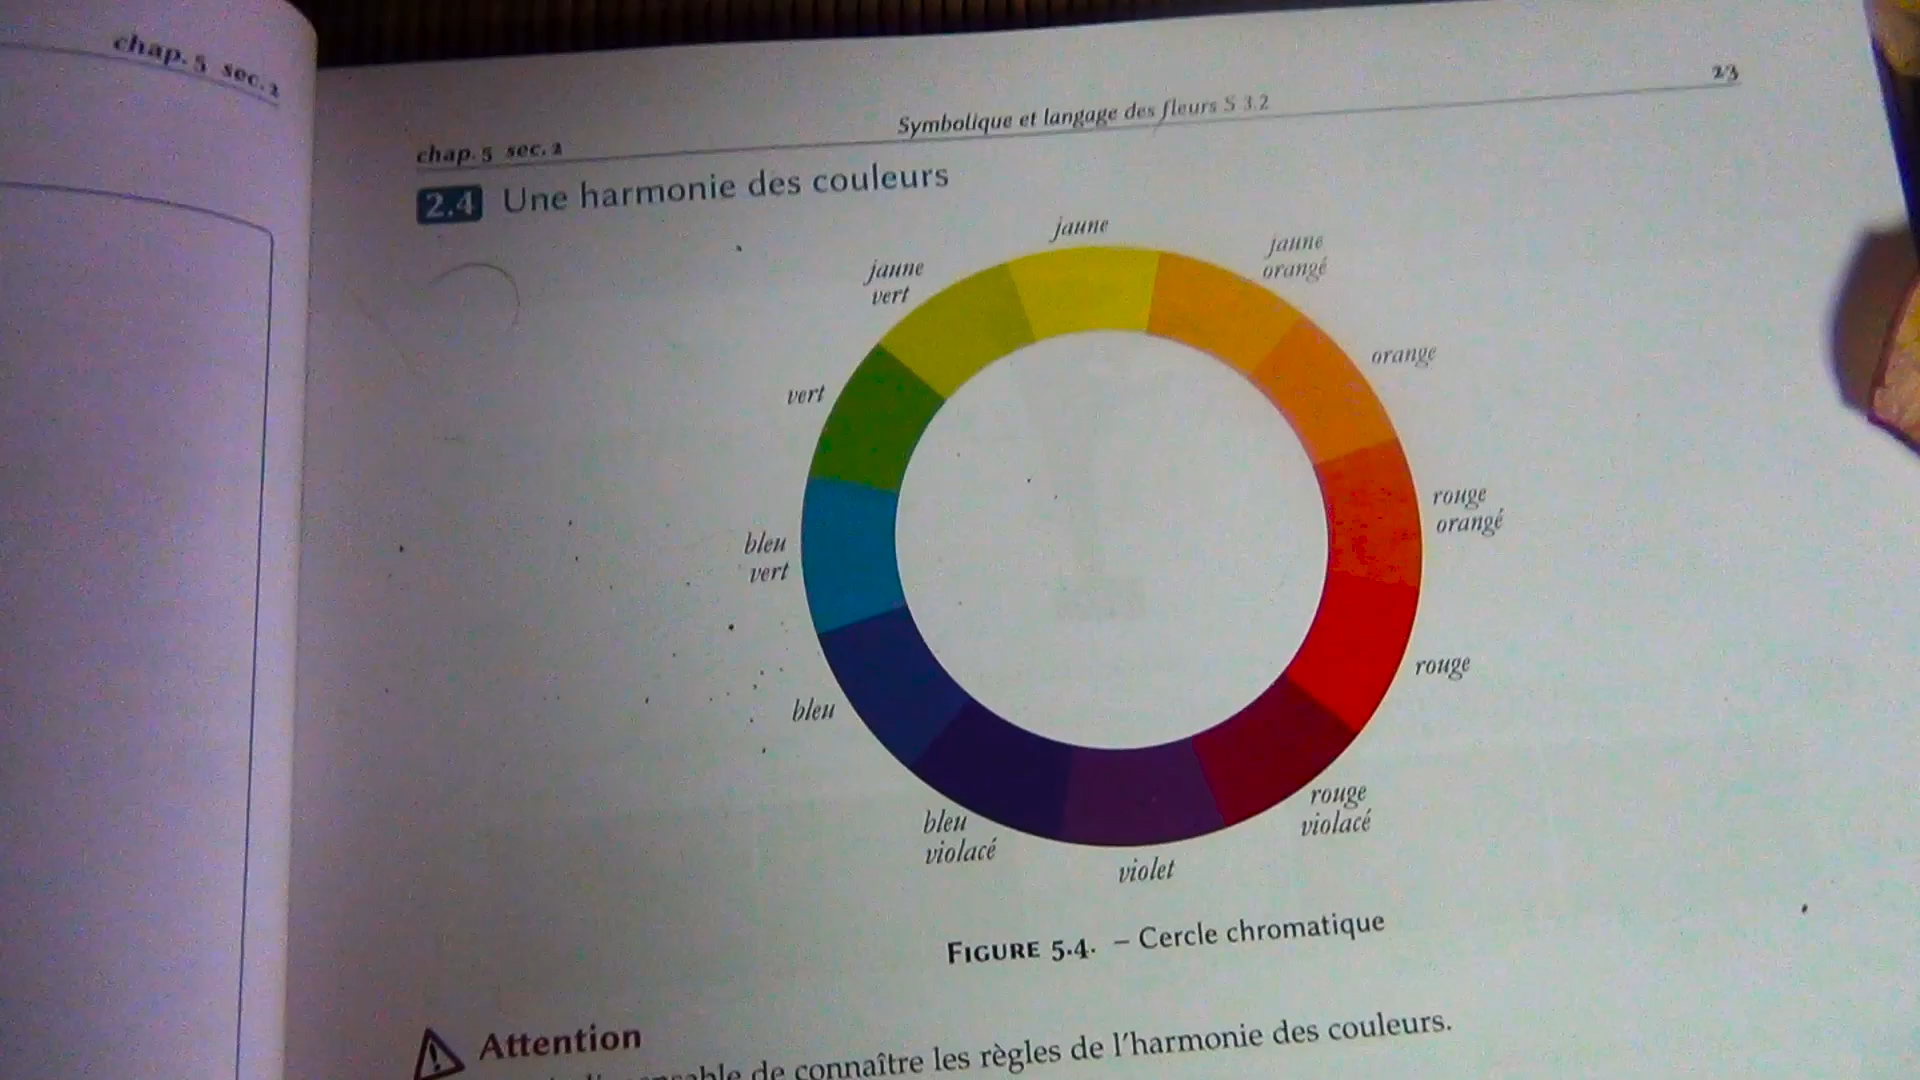 chap. 5 sec. 2
chap. 5 sec. 2
Symbolique et langage des fleurs S 3.2
23
2.4 Une harmonie des couleurs
jaune
jaune
orangé
orange
rouge
orangé
rouge
rouge
violacé
violet
bleu
violacé
bleu
bleu
vert
vert
jaune
vert
FIGURE 5.4. – Cercle chromatique
Attention
de connaître les règles de l'harmonie des couleurs.